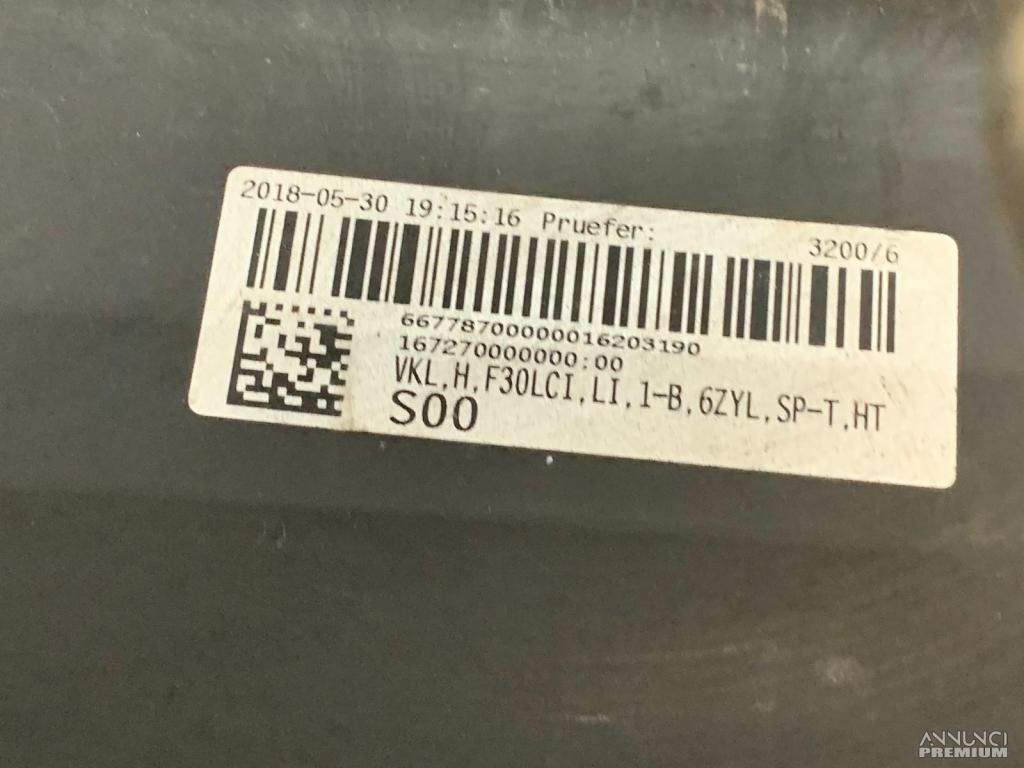 2018-05-30 19:15:16 Pruefer: 3200/6
66778700000016203190
167270000000:00
VKL,H,F30LCI,LI,1-B,6ZYL,SP-T,HT
S00
ANNUNCI
PREMIUM